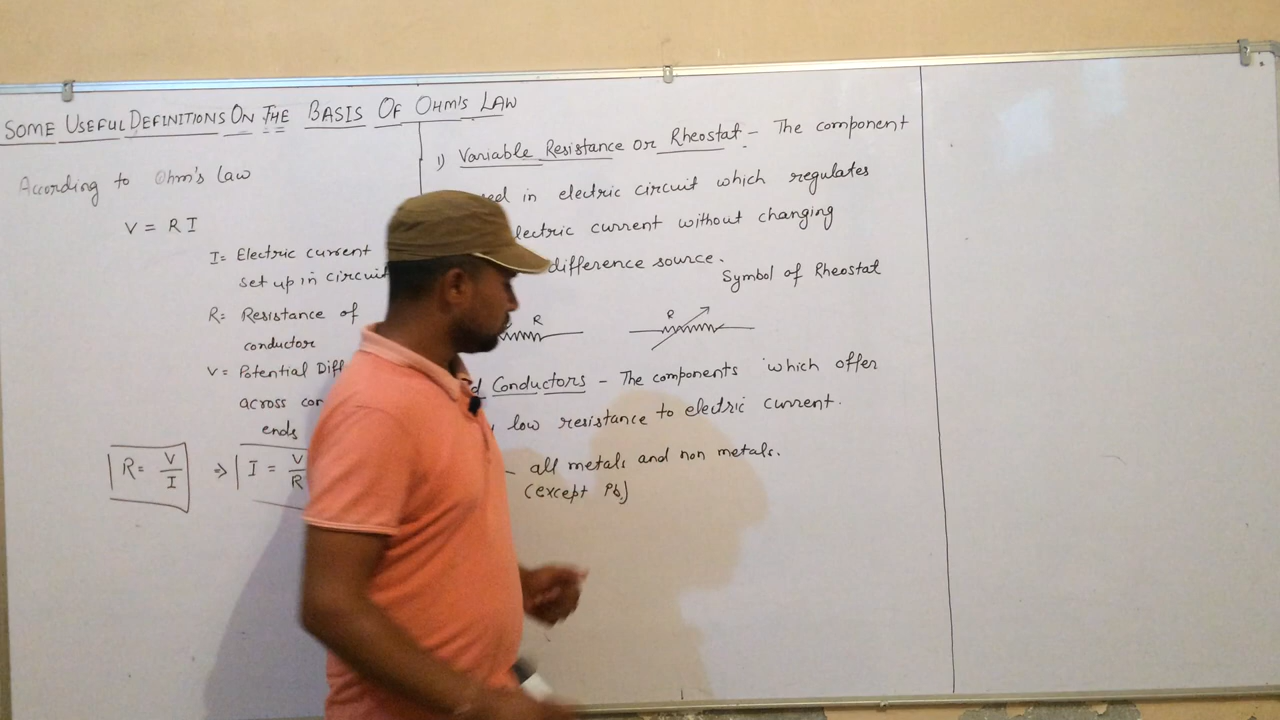 SOME USEFUL DEFINITIONS ON THE BASIS OF OHM'S LAW
According to Ohm's Law
V = R I
I = Electric current
set up in circuit
R = Resistance of
conductor
V = Potential
across
ends
R = V/I ⇒ I = V/R
1) Variable Resistance or Rheostat - The component
in electric circuit which regulates
current without changing
difference source.
Symbol of Rheostat
R
R
Conductors - The components which offer
low resistance to electric current.
- all metals and non metals.
(except Pb)